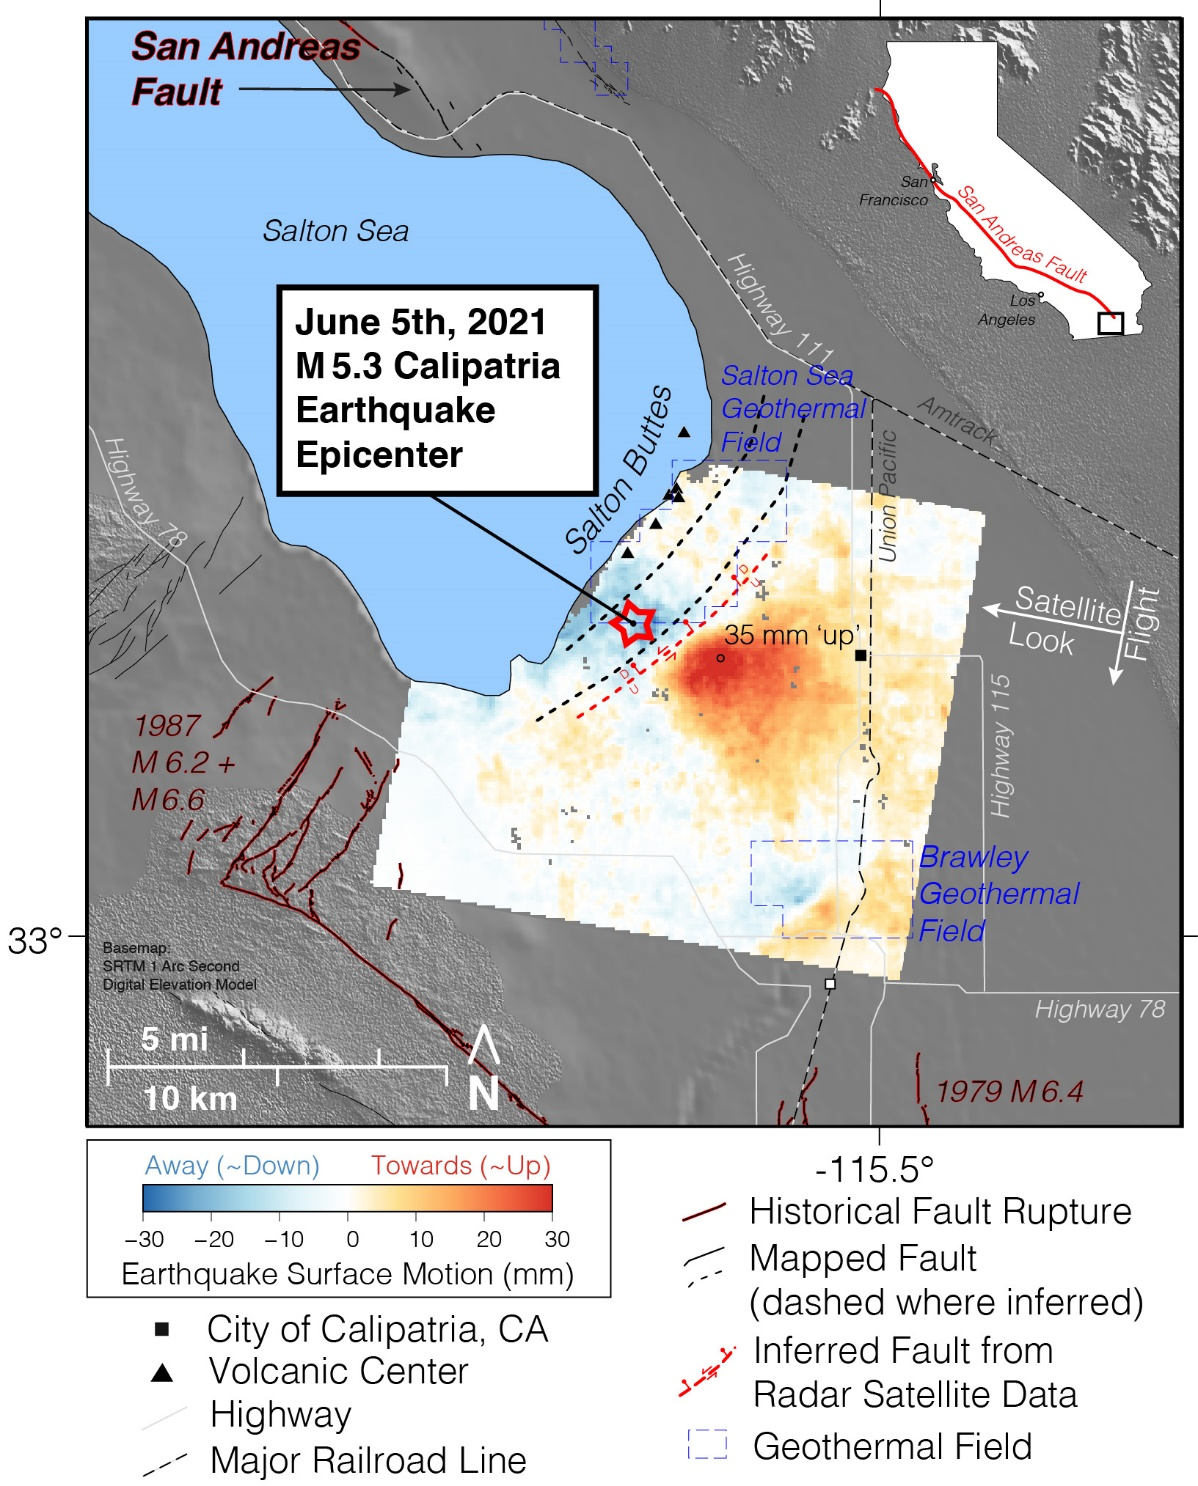 San Andreas
Fault
San
Francisco
San Andreas Fault
Los
Angeles
Salton Sea
June 5th, 2021
M 5.3 Calipatria
Earthquake
Epicenter
Highway 111
Salton Sea
Geothermal
Field
Amtrack
Salton Buttes
Union Pacific
Highway 78
D
U
Satellite
Look
Flight
35 mm ‘up’
D
U
Highway 115
1987
M 6.2 +
M 6.6
Brawley
Geothermal
Field
33°
Basemap:
SRTM 1 Arc Second
Digital Elevation Model
Highway 78
5 mi
10 km
N
1979 M 6.4
-115.5°
Away (~Down)
Towards (~Up)
−30 −20 −10 0 10 20 30
Earthquake Surface Motion (mm)
City of Calipatria, CA
Volcanic Center
Highway
Major Railroad Line
Historical Fault Rupture
Mapped Fault
(dashed where inferred)
Inferred Fault from
Radar Satellite Data
Geothermal Field